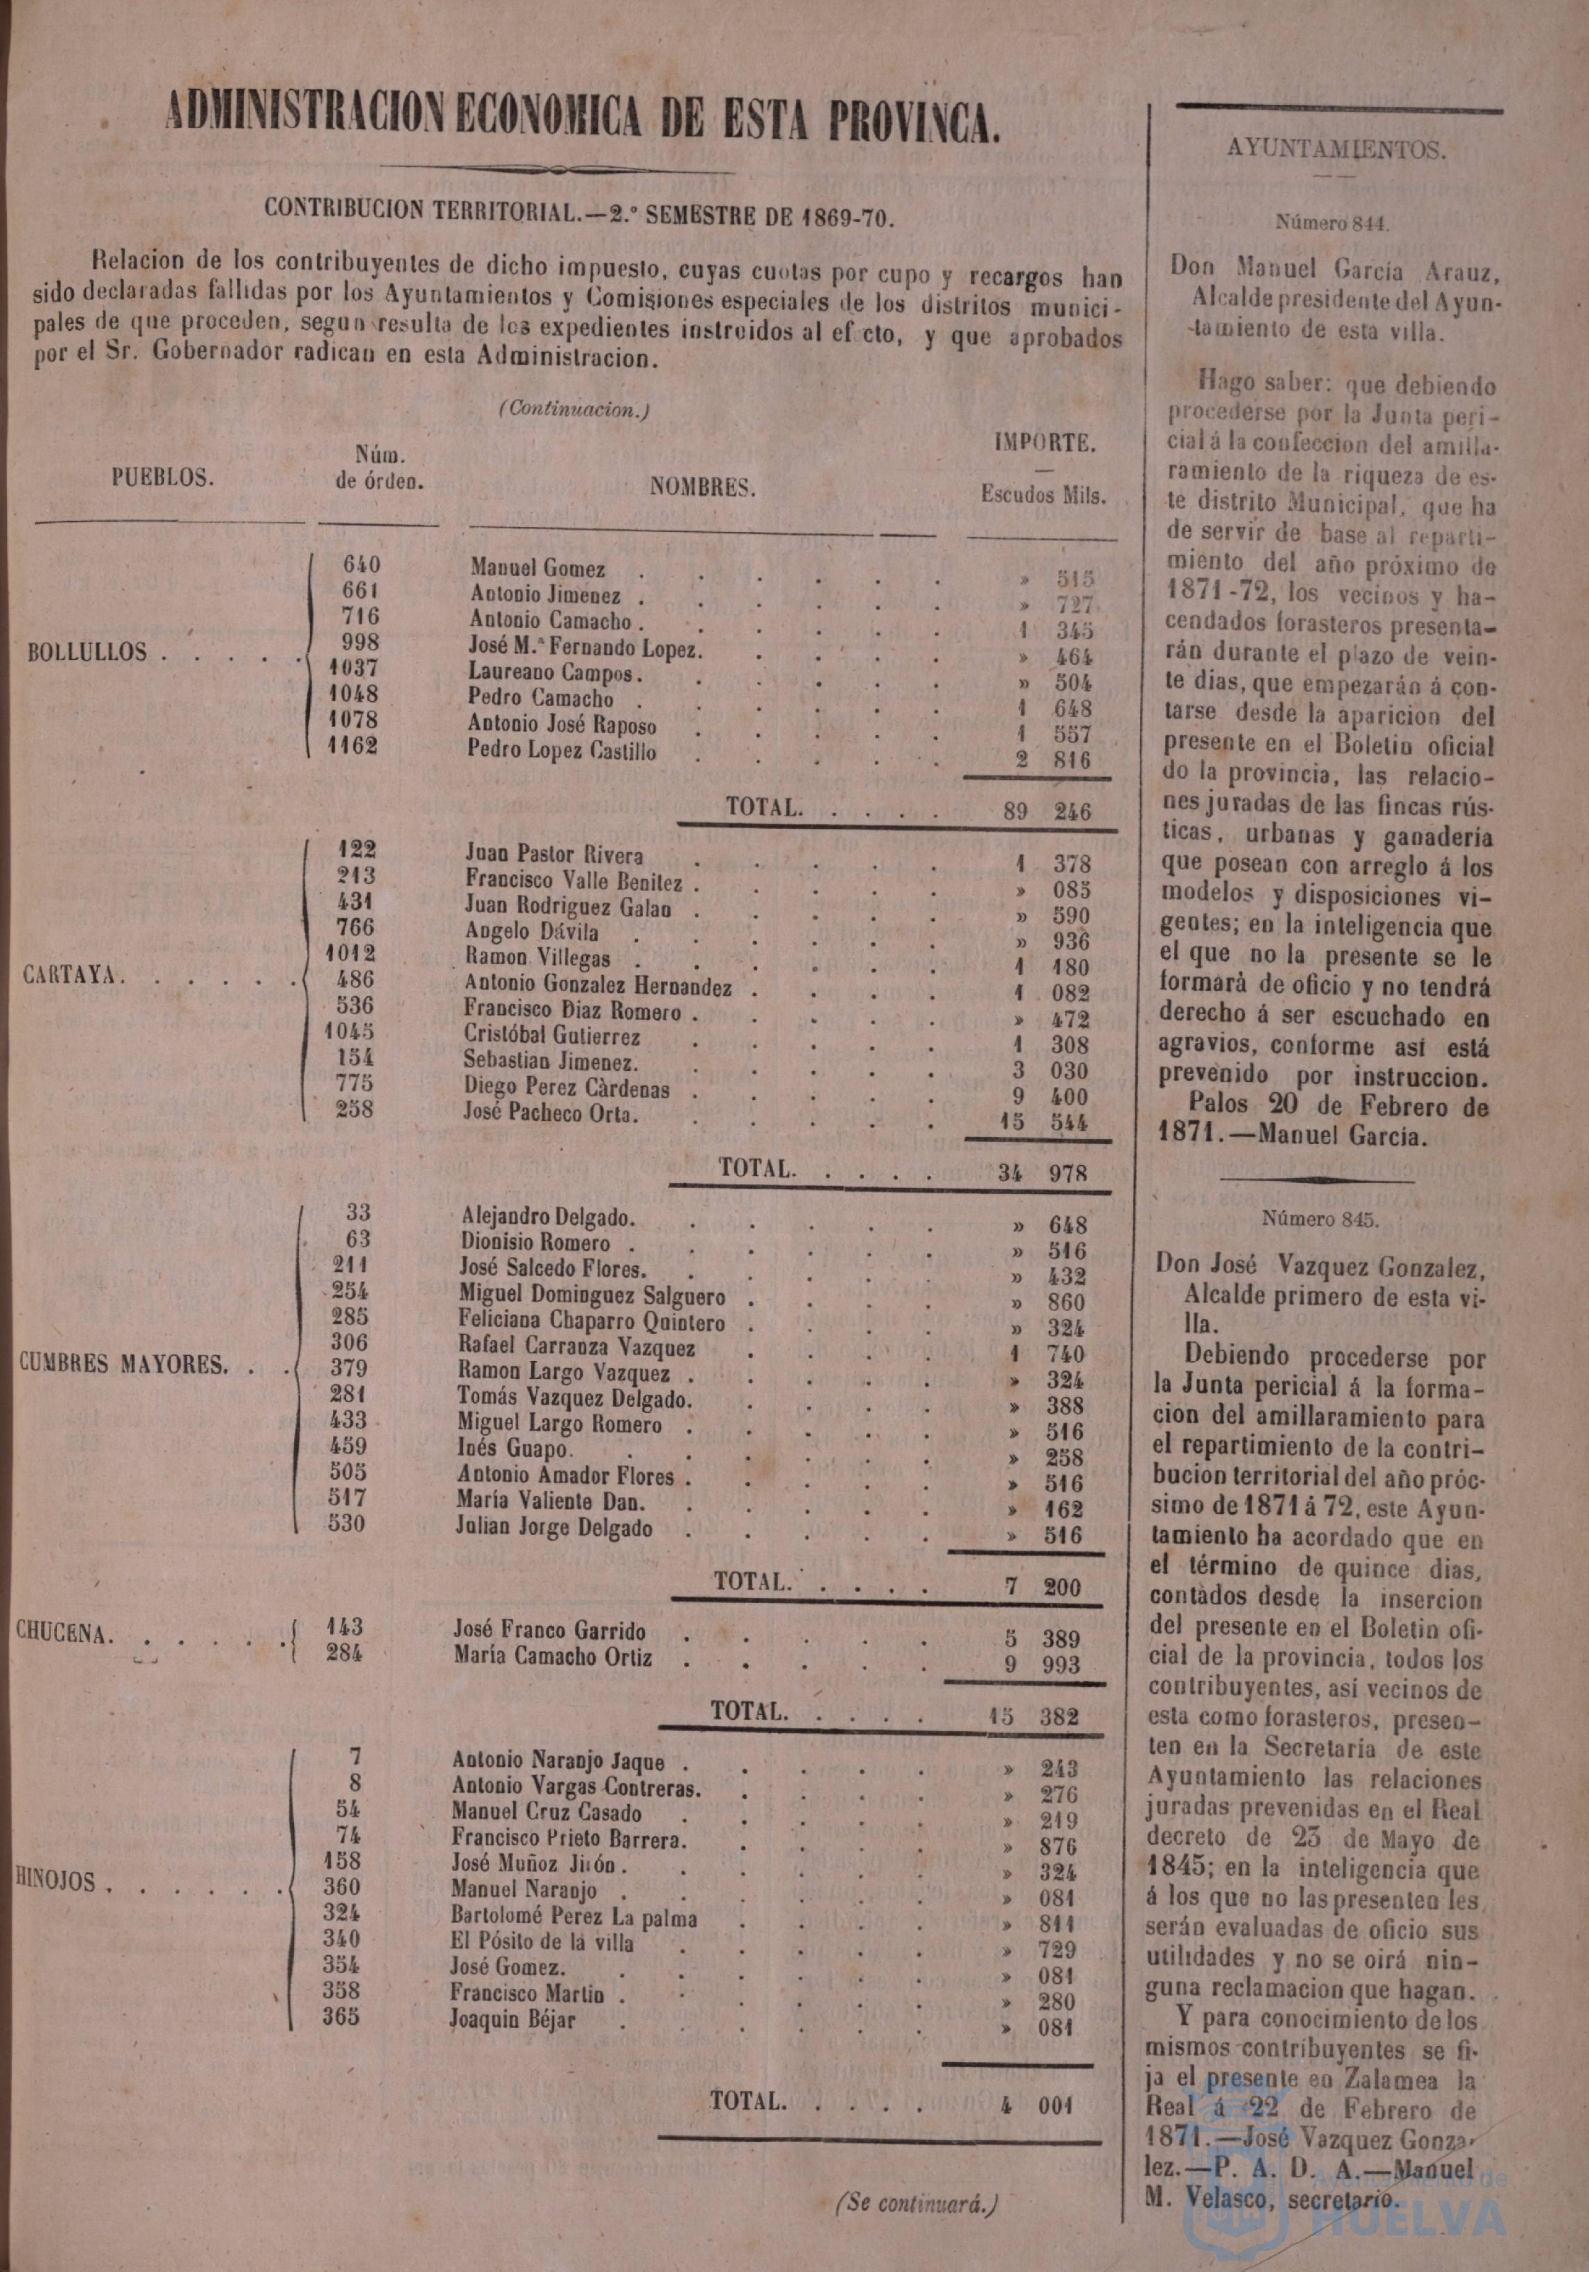 ADMINISTRACION ECONOMICA DE ESTA PROVINCA.
CONTRIBUCION TERRITORIAL.—2.º SEMESTRE DE 1869-70.
Relacion de los contribuyentes de dicho impuesto, cuyas cuotas por cupo y recargos han
sido declaradas fallidas por los Ayuntamientos y Comisiones especiales de los distritos munici-
pales de que proceden, segun resulta de los expedientes instruidos al efecto, y que aprobados
por el Sr. Gobernador radican en esta Administracion.
(Continuacion.)
PUEBLOS. Núm. de órden. NOMBRES. IMPORTE. — Escudos Mils.
BOLLULLOS . . . . .
640 Manuel Gomez . . . . . . » 515
661 Antonio Jimenez . . . . . . » 727
716 Antonio Camacho . . . . . . 1 345
998 José M.ª Fernando Lopez. . . . . » 464
1037 Laureano Campos. . . . . . » 504
1048 Pedro Camacho . . . . . . 1 648
1078 Antonio José Raposo . . . . . 1 557
1162 Pedro Lopez Castillo . . . . . 2 816
TOTAL. . . . . 89 246
CARTAYA. . . . . .
122 Juan Pastor Rivera . . . . . 1 378
213 Francisco Valle Benitez . . . . . » 085
431 Juan Rodriguez Galan . . . . . » 590
766 Angelo Dávila . . . . . . » 936
1012 Ramon Villegas . . . . . . 1 180
486 Antonio Gonzalez Hernandez . . . . 1 082
536 Francisco Diaz Romero . . . . . » 472
1045 Cristóbal Gutierrez . . . . . 1 308
154 Sebastian Jimenez. . . . . . 3 030
775 Diego Perez Càrdenas . . . . . 9 400
258 José Pacheco Orta. . . . . . 15 544
TOTAL. . . . . 34 978
CUMBRES MAYORES. . .
33 Alejandro Delgado. . . . . . » 648
63 Dionisio Romero . . . . . . » 516
211 José Salcedo Flores. . . . . . » 432
254 Miguel Dominguez Salguero . . . . » 860
285 Feliciana Chaparro Quintero . . . . » 324
306 Rafael Carranza Vazquez . . . . 1 740
379 Ramon Largo Vazquez . . . . . » 324
281 Tomás Vazquez Delgado. . . . . » 388
433 Miguel Largo Romero . . . . . » 516
459 Inés Guapo. . . . . . . » 258
505 Antonio Amador Flores . . . . . » 516
517 María Valiente Dan. . . . . . » 162
530 Julian Jorge Delgado . . . . . » 516
TOTAL. . . . . 7 200
CHUCENA. . . . . .
143 José Franco Garrido . . . . . 5 389
284 María Camacho Ortiz . . . . . 9 993
TOTAL. . . . . 15 382
HINOJOS . . . . . .
7 Antonio Naranjo Jaque . . . . . » 243
8 Antonio Vargas Contreras. . . . . » 276
54 Manuel Cruz Casado . . . . . » 219
74 Francisco Prieto Barrera. . . . . » 876
158 José Muñoz Jirón . . . . . . » 324
360 Manuel Naranjo . . . . . . » 081
324 Bartolomé Perez La palma . . . . » 811
340 El Pósito de la villa . . . . . » 729
354 José Gomez. . . . . . . » 081
358 Francisco Martin . . . . . . » 280
365 Joaquin Béjar . . . . . . » 081
TOTAL. . . . . 4 001
(Se continuará.)
AYUNTAMIENTOS.
Número 844.
Don Manuel García Arauz,
Alcalde presidente del Ayun-
tamiento de esta villa.
Hago saber: que debiendo
procederse por la Junta peri-
cial á la confeccion del amilla-
ramiento de la riqueza de es-
te distrito Municipal, que ha
de servir de base al reparti-
miento del año próximo de
1871-72, los vecinos y ha-
cendados forasteros presenta-
rán durante el plazo de vein-
te dias, que empezarán á con-
tarse desde la aparicion del
presente en el Boletin oficial
do la provincia, las relacio-
nes juradas de las fincas rús-
ticas, urbanas y ganadería
que posean con arreglo á los
modelos y disposiciones vi-
gentes; en la inteligencia que
el que no la presente se le
formarà de oficio y no tendrá
derecho á ser escuchado en
agravios, conforme así está
prevenido por instruccion.
Palos 20 de Febrero de
1871.—Manuel García.
Número 845.
Don José Vazquez Gonzalez,
Alcalde primero de esta vi-
lla.
Debiendo procederse por
la Junta pericial á la forma-
cion del amillaramiento para
el repartimiento de la contri-
bucion territorial del año próc-
simo de 1871 á 72, este Ayun-
tamiento ha acordado que en
el término de quince dias,
contàdos desde la insercion
del presente en el Boletin ofi-
cial de la provincia, todos los
contribuyentes, asi vecinos de
esta como forasteros, presen-
ten en la Secretaría de este
Ayuntamiento las relaciones
juradas prevenidas en el Real
decreto de 23 de Mayo de
1845; en la inteligencia que
á los que no las presenten les
serán evaluadas de oficio sus
utilidades y no se oirá nin-
guna reclamacion que hagan.
Y para conocimiento de los
mismos contribuyentes se fi-
ja el presente en Zalamea la
Real á 22 de Febrero de
1871.—José Vazquez Gonza-
lez.—P. A. D. A.—Manuel
M. Velasco, secretario.
Ayuntamiento de
HUELVA